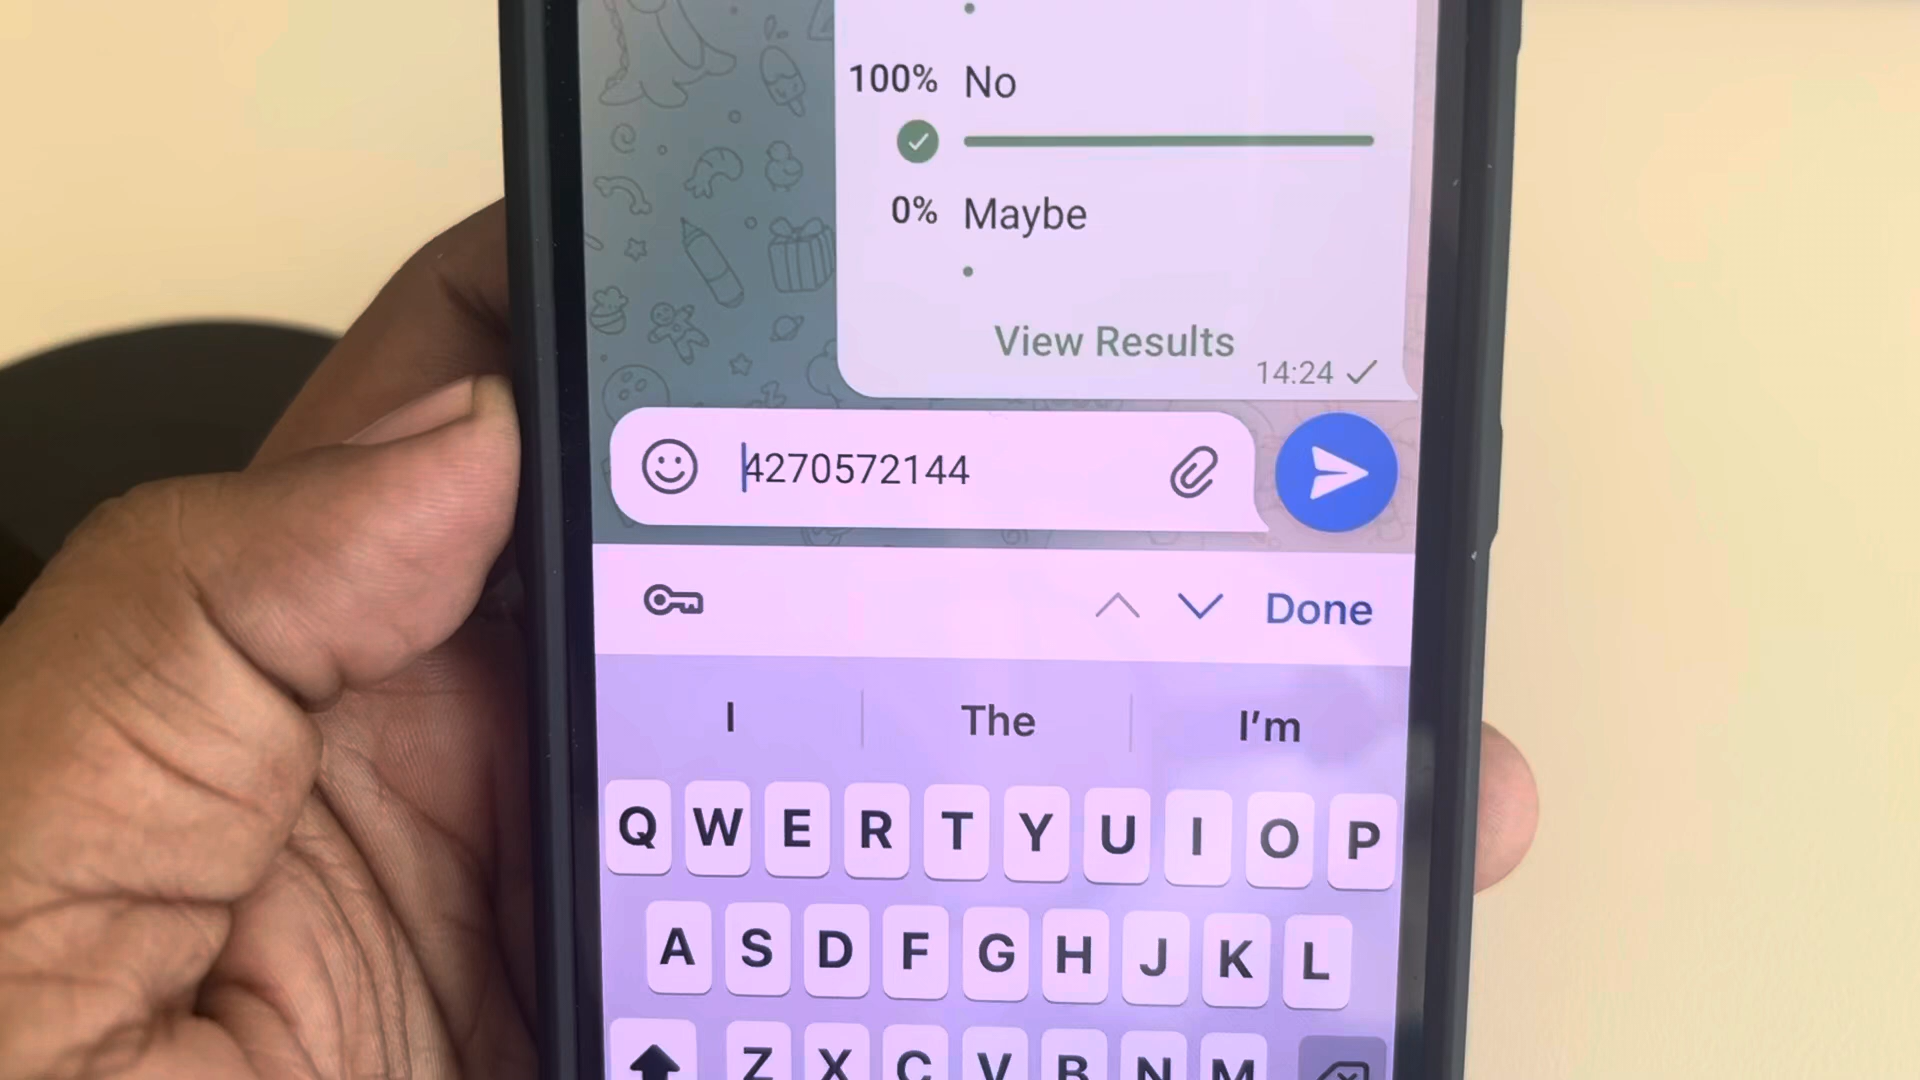 100% No
0% Maybe
View Results
14:24
4270572144
Done
I The I'm
Q W E R T Y U I O P
A S D F G H J K L
Z X C V B N M